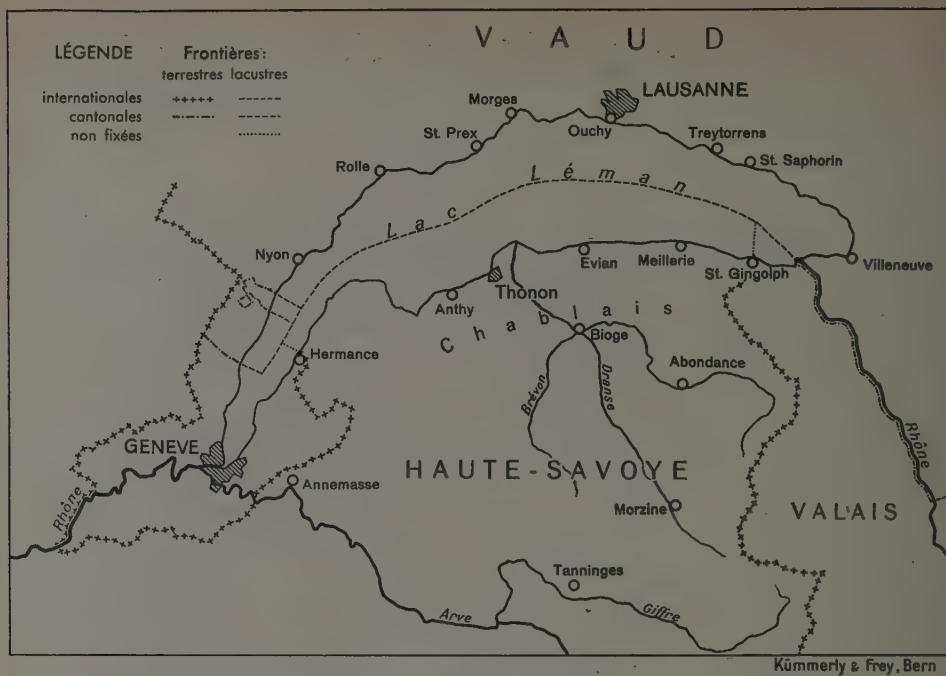 VAUD
LÉGENDE
Frontières:
terrestres lacustres
internationales
cantonales
non fixées
LAUSANNE
Morges
Ouchy
St. Prex
Treytorrens
St. Saphorin
Rolle
Lac Léman
Nyon
Evian
Meillerie
St. Gingolph
Villeneuve
Thonon
Anthy
Chablais
Bioge
Hermance
Abondance
Brévon
Dranse
GENEVE
HAUTE-SAVOYE
Rhône
Annemasse
Rhône
Morzine
VALAIS
Tanninges
Giffre
Arve
Kümmerly & Frey, Bern